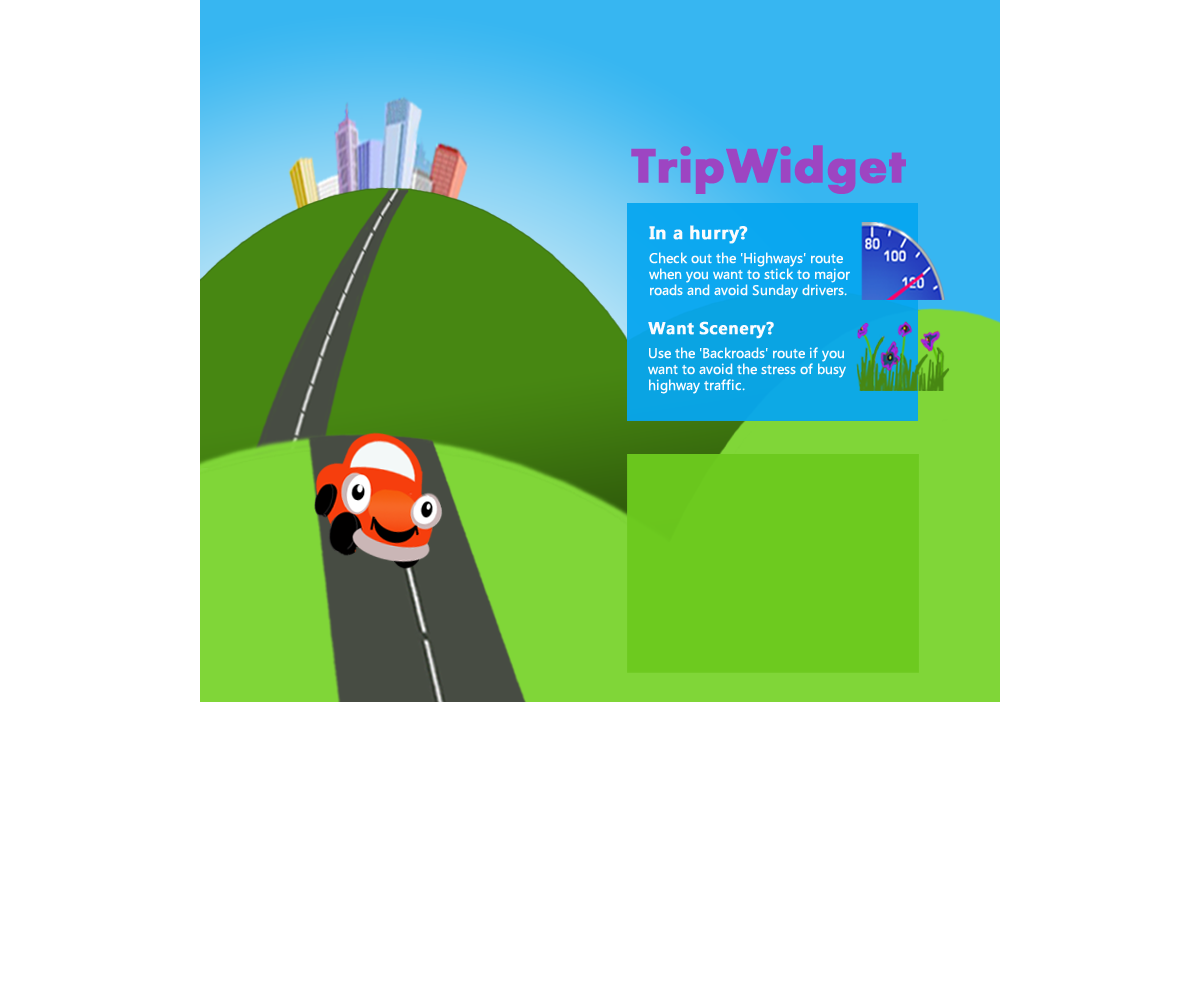 TripWidget
In a hurry?
Check out the 'Highways' route
when you want to stick to major
roads and avoid Sunday drivers.
80
100
120
Want Scenery?
Use the 'Backroads' route if you
want to avoid the stress of busy
highway traffic.